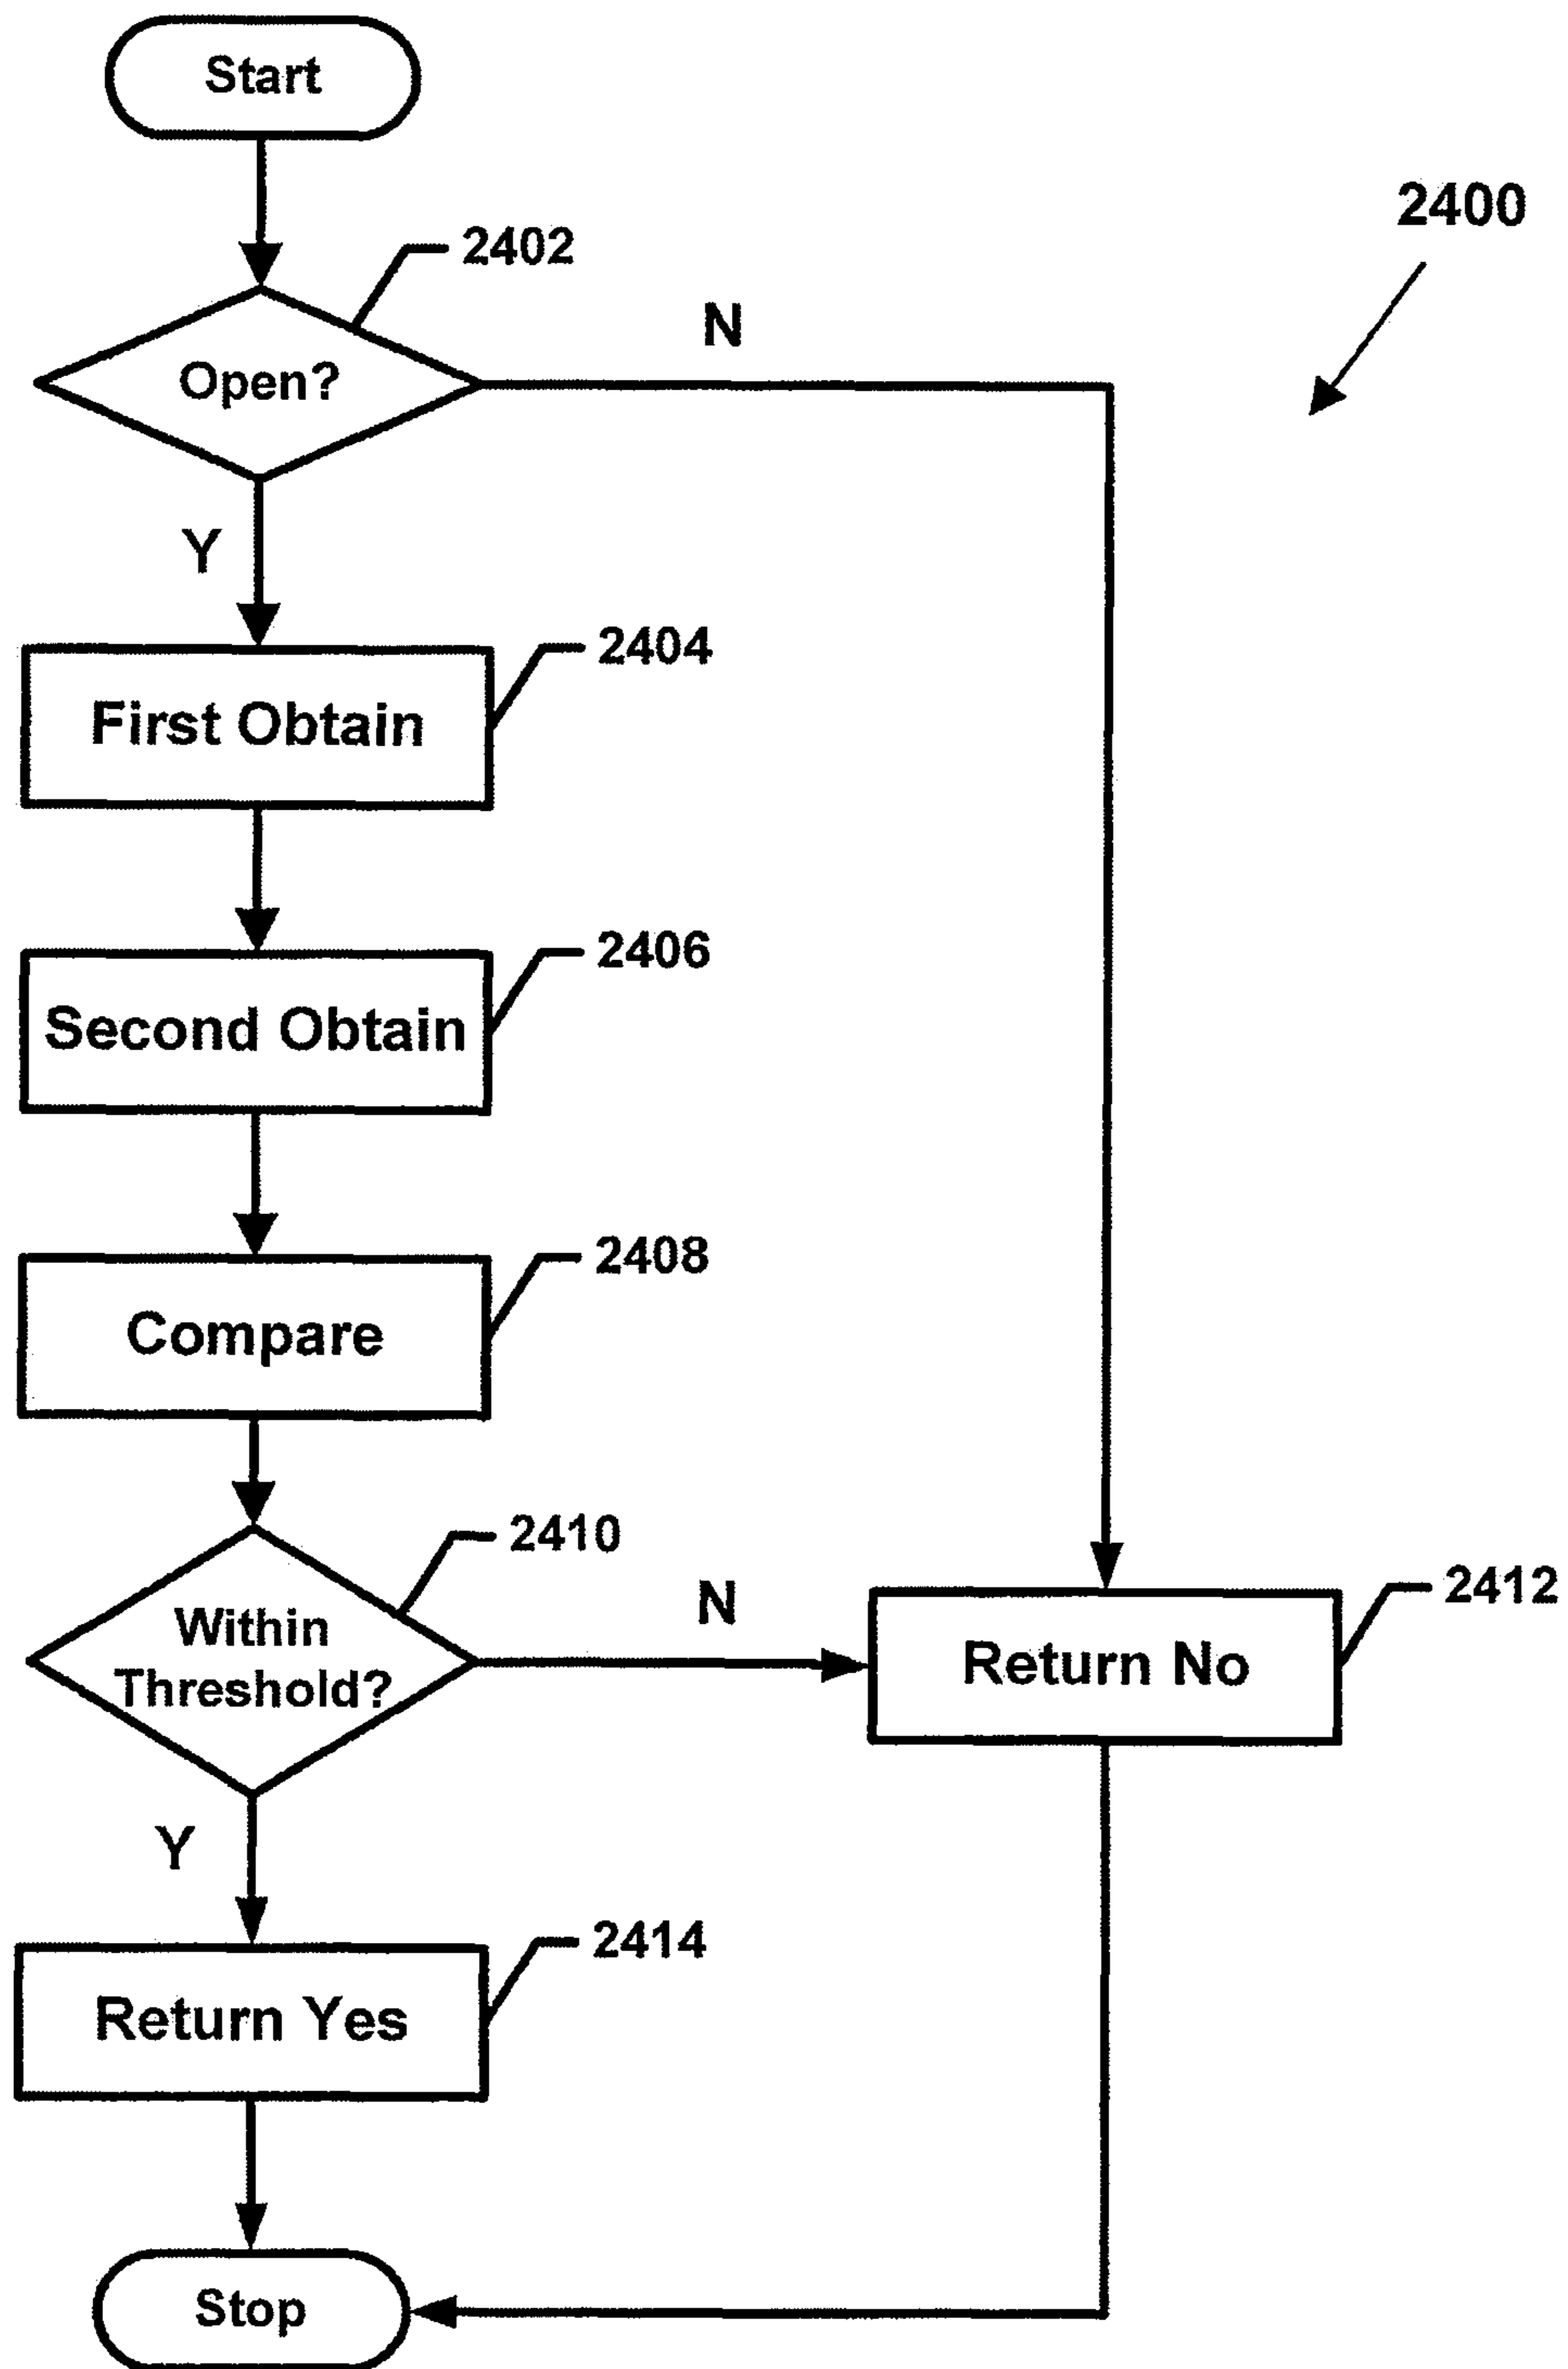 Start
2400
2402
Open?
N
Y
2404
First Obtain
2406
Second Obtain
2408
Compare
2410
Within
Threshold?
N
2412
Return No
Y
2414
Return Yes
Stop